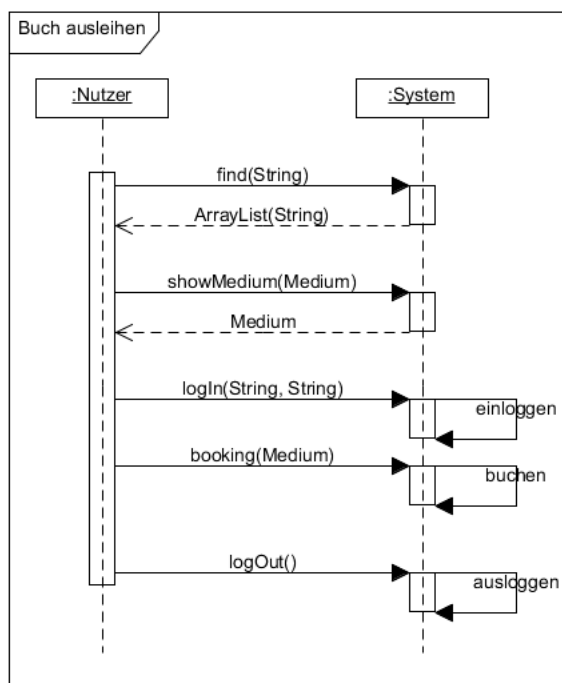 Buch ausleihen
:Nutzer
:System
find(String)
ArrayList(String)
showMedium(Medium)
Medium
logIn(String, String)
einloggen
booking(Medium)
buchen
logOut()
ausloggen